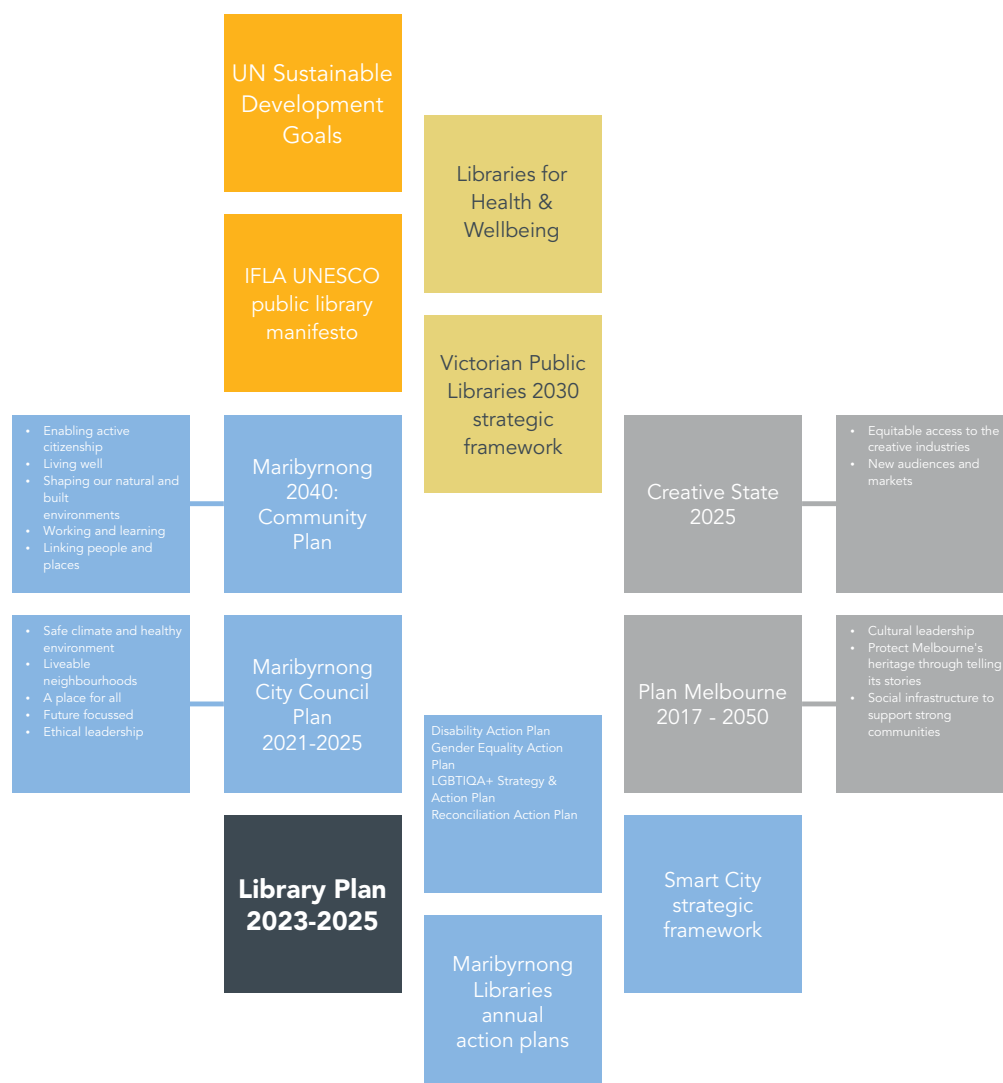 UN Sustainable
Development
Goals
Libraries for
Health &
Wellbeing
IFLA UNESCO
public library
manifesto
Victorian Public
Libraries 2030
strategic
framework
• Enabling active
citizenship
• Living well
• Shaping our natural and
built
environments
• Working and learning
• Linking people and
places
Maribyrnong
2040:
Community
Plan
Creative State
2025
• Equitable access to the
creative industries
• New audiences and
markets
• Safe climate and healthy
environment
• Liveable
neighbourhoods
• A place for all
• Future focussed
• Ethical leadership
Maribyrnong
City Council
Plan
2021-2025
Plan Melbourne
2017 - 2050
• Cultural leadership
• Protect Melbourne's
heritage through telling
its stories
• Social infrastructure to
support strong
communities
Disability Action Plan
Gender Equality Action
Plan
LGBTIQA+ Strategy &
Action Plan
Reconciliation Action Plan
Library Plan
2023-2025
Smart City
strategic
framework
Maribyrnong
Libraries
annual
action plans